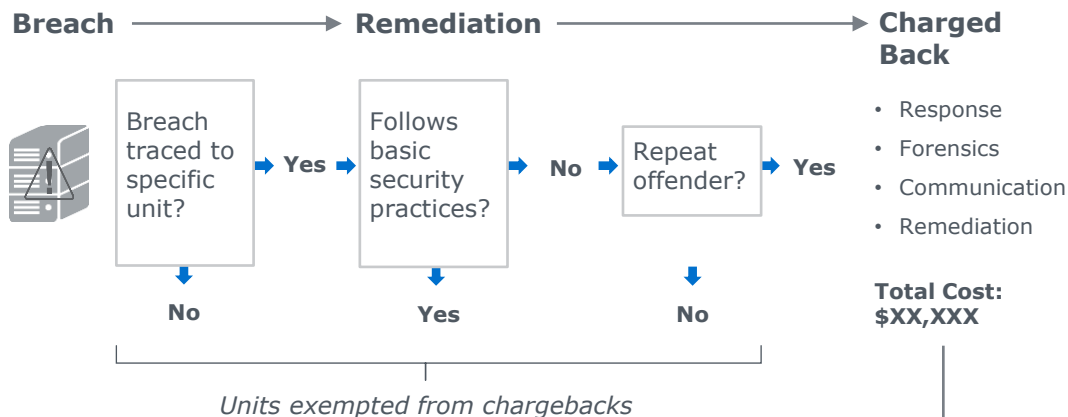 Breach
Remediation
Charged
Back
Breach
traced to
specific
unit?
Yes
Follows
basic
security
practices?
No
Repeat
offender?
Yes
• Response
• Forensics
• Communication
• Remediation
No
Yes
No
Total Cost:
$XX,XXX
Units exempted from chargebacks